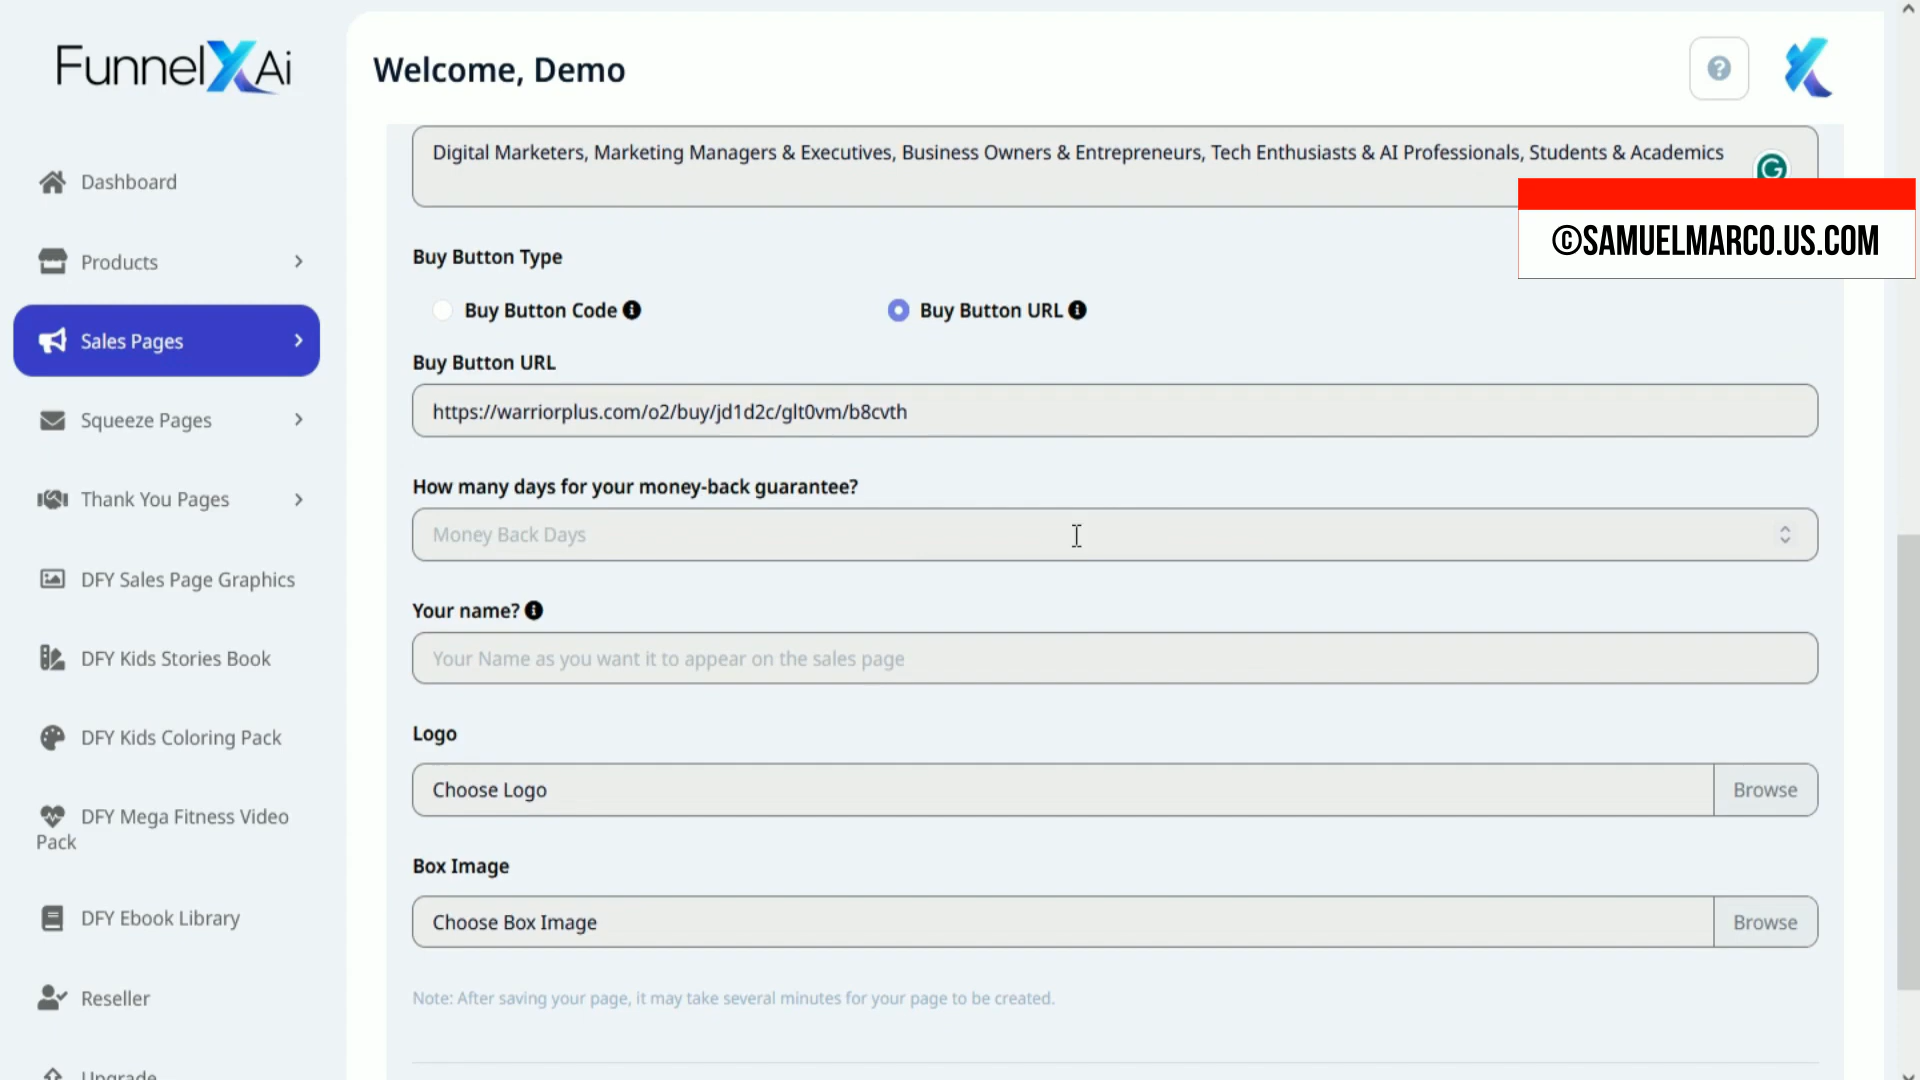 FunnelXAi
Welcome, Demo
Dashboard
Products
Sales Pages
Squeeze Pages
Thank You Pages
DFY Sales Page Graphics
DFY Kids Stories Book
DFY Kids Coloring Pack
DFY Mega Fitness Video
Pack
DFY Ebook Library
Reseller
Upgrade
Digital Marketers, Marketing Managers & Executives, Business Owners & Entrepreneurs, Tech Enthusiasts & AI Professionals, Students & Academics
©SAMUELMARCO.US.COM
Buy Button Type
Buy Button Code
Buy Button URL
Buy Button URL
https://warriorplus.com/o2/buy/jd1d2c/glt0vm/b8cvth
How many days for your money-back guarantee?
Money Back Days
Your name?
Your Name as you want it to appear on the sales page
Logo
Choose Logo
Browse
Box Image
Choose Box Image
Browse
Note: After saving your page, it may take several minutes for your page to be created.